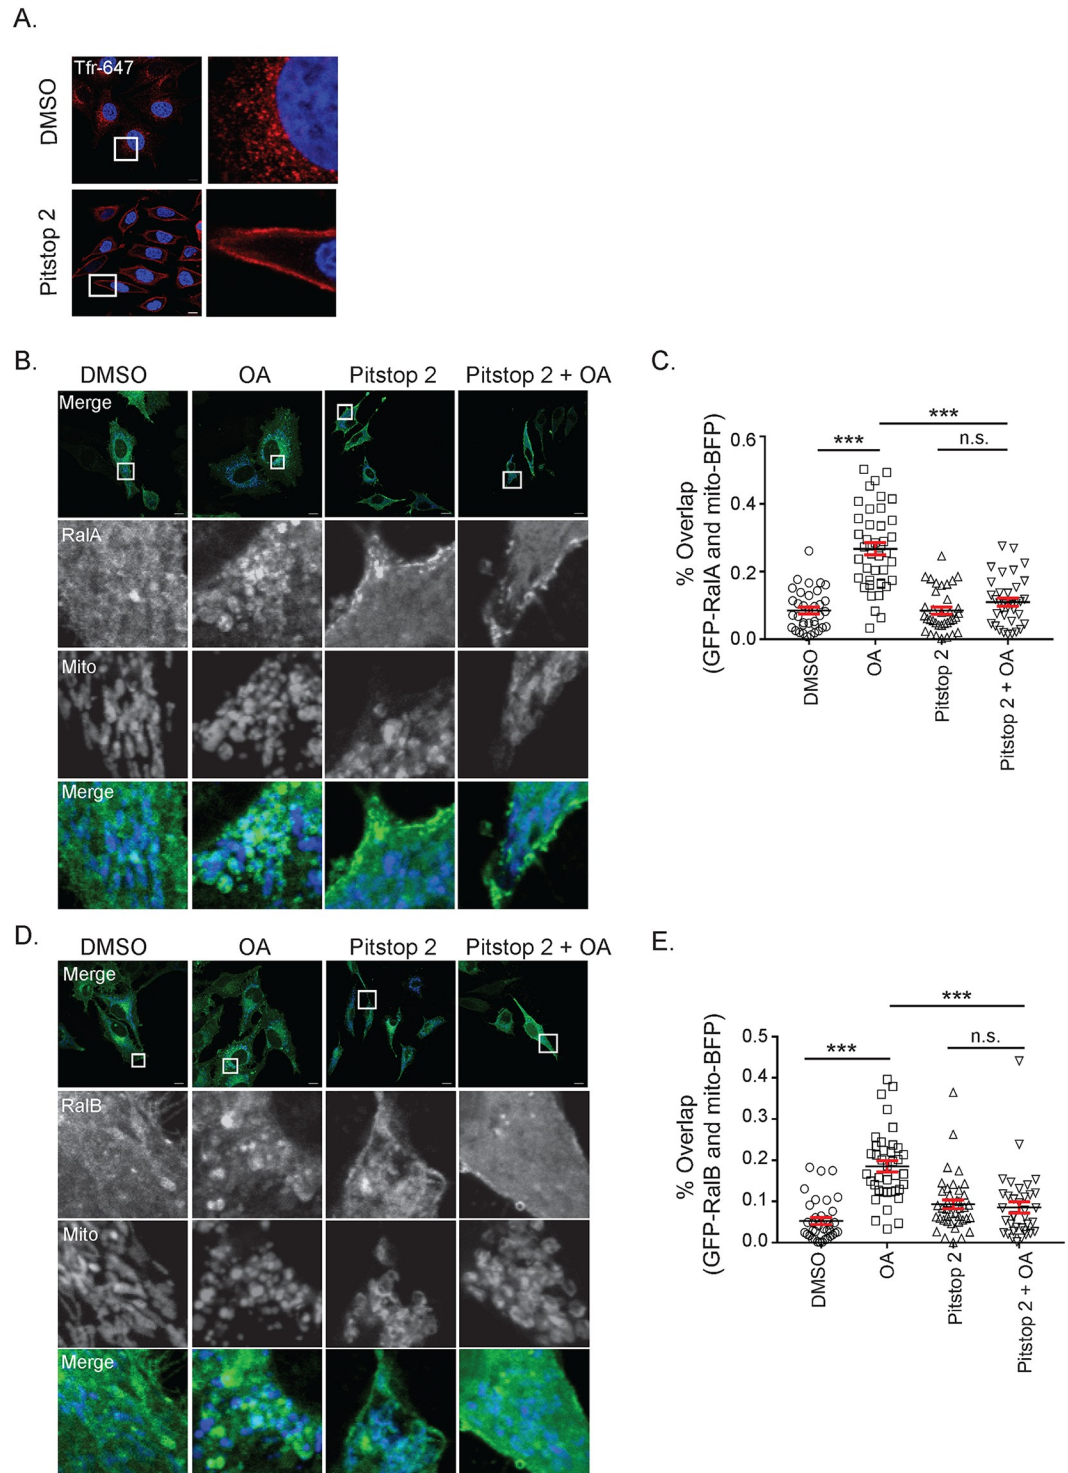 A.
Tfr-647
DMSO
Pitstop 2
B.
DMSO OA Pitstop 2 Pitstop 2 + OA
Merge
RalA
Mito
Merge
C.
***
*** n.s.
0.6
0.4
0.2
0.0
% Overlap
(GFP-RalA and mito-BFP)
DMSO
OA
Pitstop 2
Pitstop 2 + OA
D.
DMSO OA Pitstop 2 Pitstop 2 + OA
Merge
RalB
Mito
Merge
E.
***
*** n.s.
0.5
0.4
0.3
0.2
0.1
0.0
% Overlap
(GFP-RalB and mito-BFP)
DMSO
OA
Pitstop 2
Pitstop 2 + OA